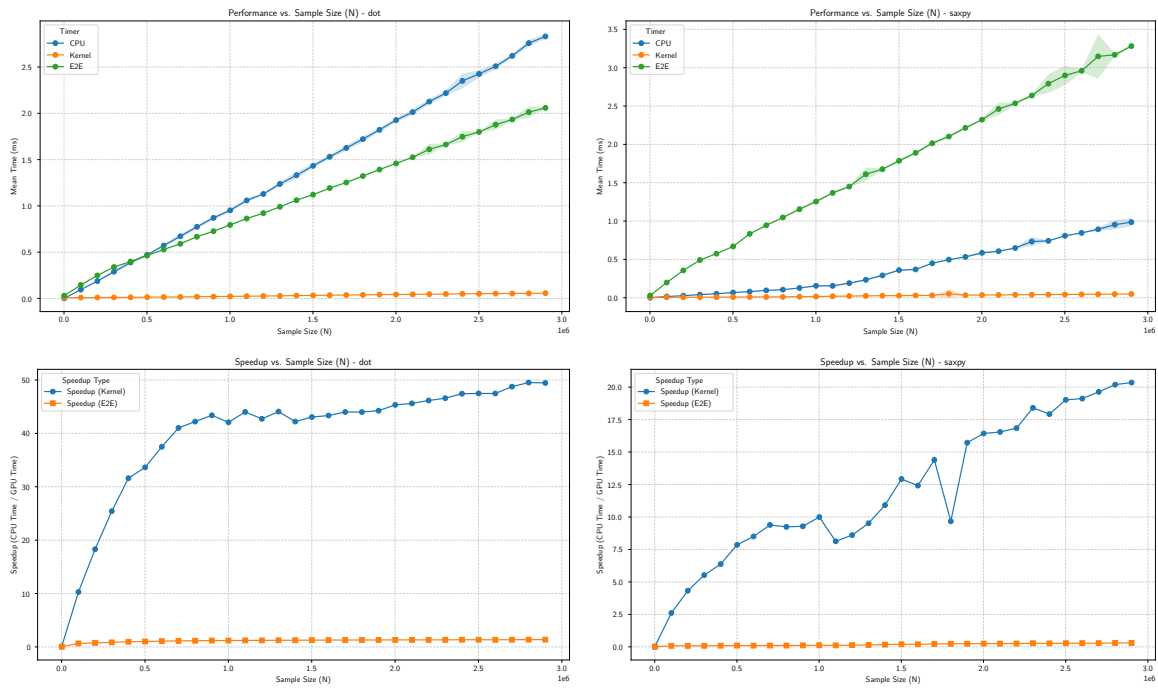 Performance vs. Sample Size (N) - dot
Timer
CPU
Kernel
E2E
Mean Time (ms)
2.5
2.0
1.5
1.0
0.5
0.0
0.0 0.5 1.0 1.5 2.0 2.5 3.0
1e6
Sample Size (N)
Performance vs. Sample Size (N) - saxpy
Timer
CPU
Kernel
E2E
Mean Time (ms)
3.5
3.0
2.5
2.0
1.5
1.0
0.5
0.0
0.0 0.5 1.0 1.5 2.0 2.5 3.0
1e6
Sample Size (N)
Speedup vs. Sample Size (N) - dot
Speedup Type
Speedup (Kernel)
Speedup (E2E)
Speedup (CPU Time / GPU Time)
50
40
30
20
10
0
0.0 0.5 1.0 1.5 2.0 2.5 3.0
1e6
Sample Size (N)
Speedup vs. Sample Size (N) - saxpy
Speedup Type
Speedup (Kernel)
Speedup (E2E)
Speedup (CPU Time / GPU Time)
20.0
17.5
15.0
12.5
10.0
7.5
5.0
2.5
0.0
0.0 0.5 1.0 1.5 2.0 2.5 3.0
1e6
Sample Size (N)